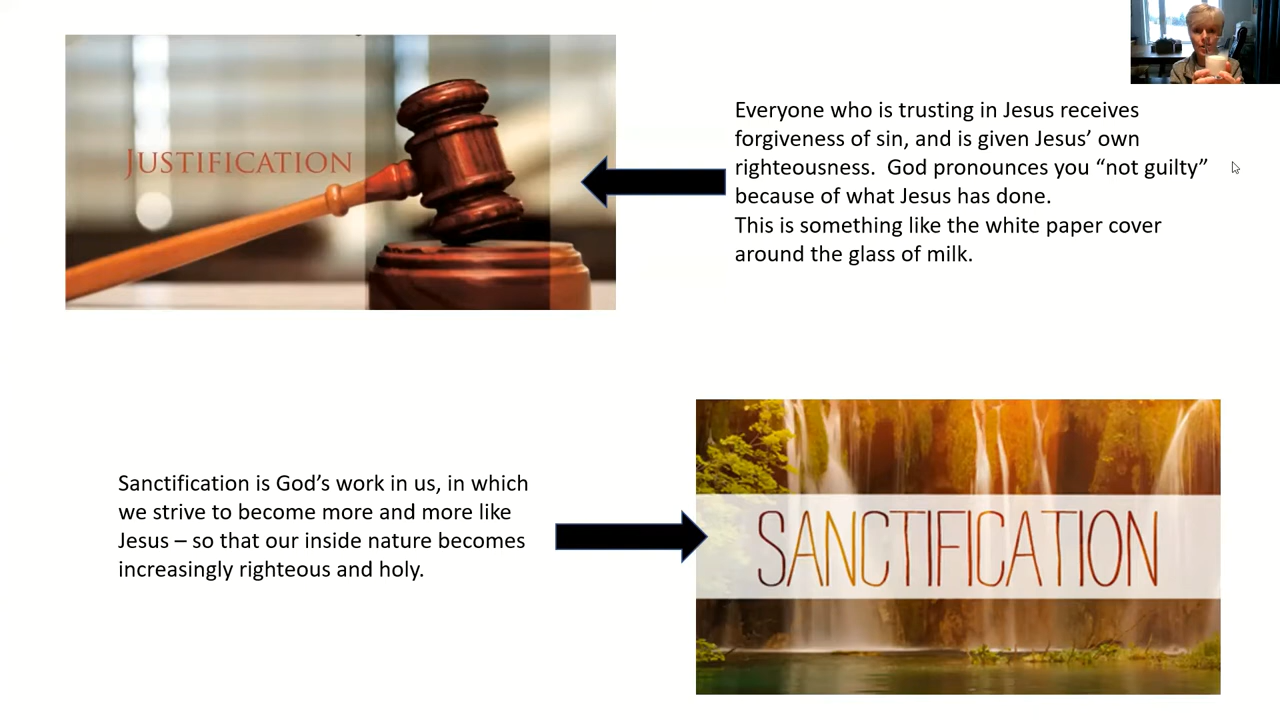 JUSTIFICATION
Everyone who is trusting in Jesus receives
forgiveness of sin, and is given Jesus’ own
righteousness.  God pronounces you “not guilty”
because of what Jesus has done.
This is something like the white paper cover
around the glass of milk.
Sanctification is God’s work in us, in which
we strive to become more and more like
Jesus – so that our inside nature becomes
increasingly righteous and holy.
SANCTIFICATION